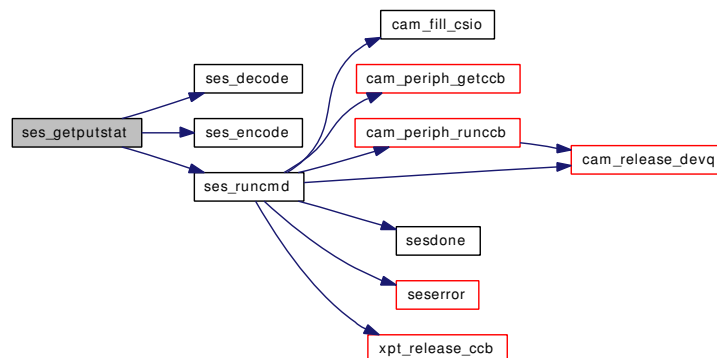 cam_fill_csio
ses_decode
cam_periph_getccb
ses_getputstat
ses_encode
cam_periph_runccb
cam_release_devq
ses_runcmd
sesdone
seserror
xpt_release_ccb